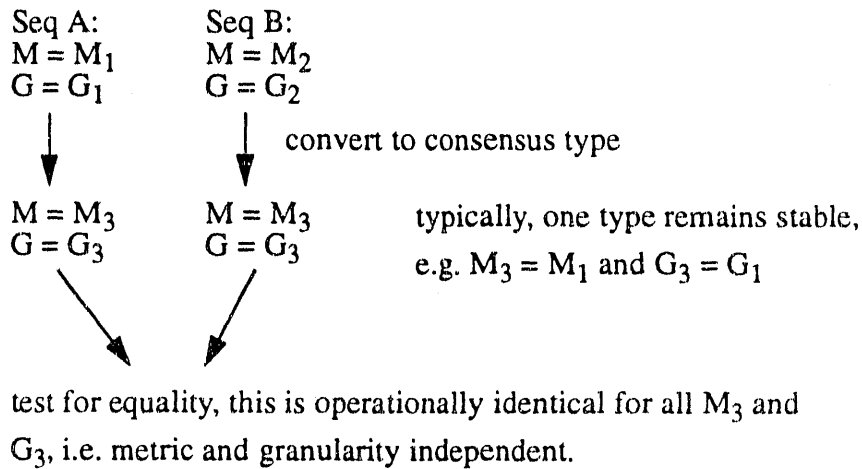 Seq A: Seq B:
M = M₁ M = M₂
G = G₁ G = G₂
convert to consensus type
M = M₃ M = M₃ typically, one type remains stable,
G = G₃ G = G₃ e.g. M₃ = M₁ and G₃ = G₁
test for equality, this is operationally identical for all M₃ and
G₃, i.e. metric and granularity independent.